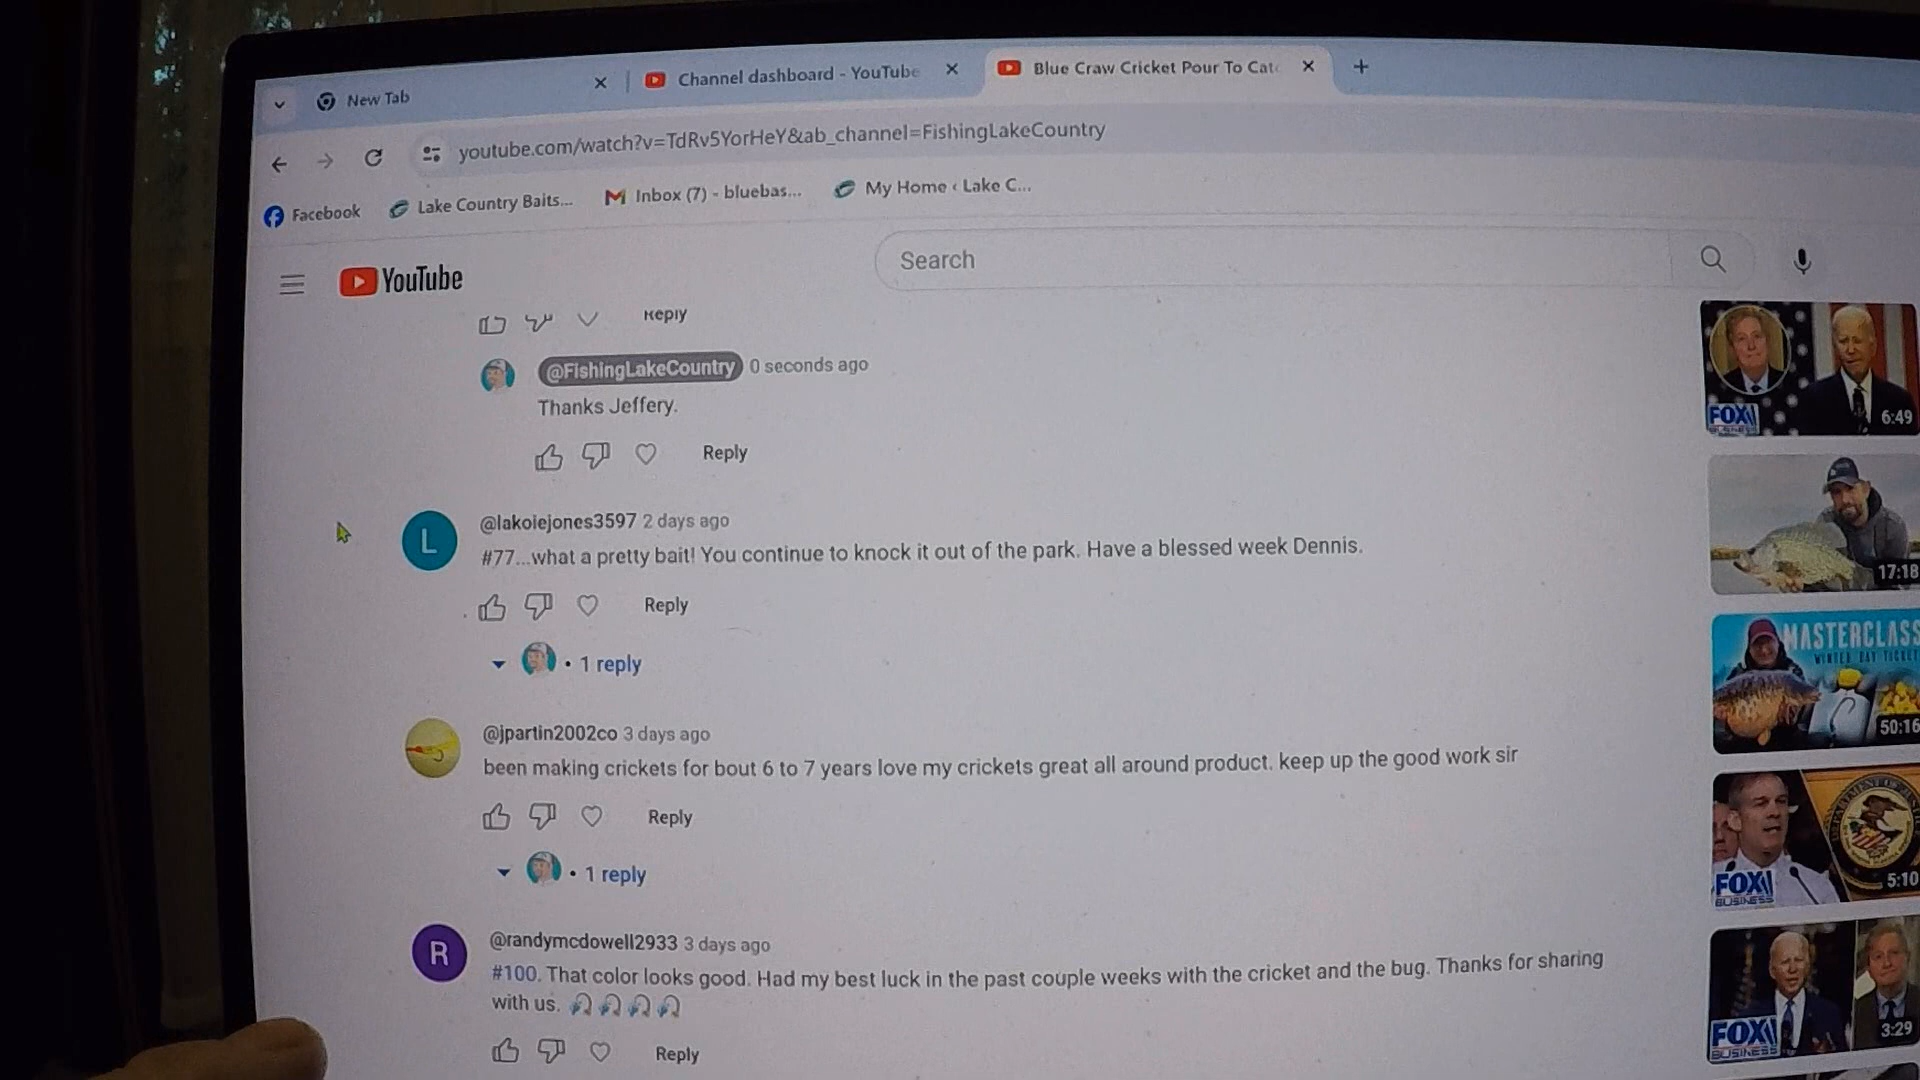 New Tab
Channel dashboard - YouTube
Blue Craw Cricket Pour To Cat
youtube.com/watch?v=TdRv5YorHeY&ab_channel=FishingLakeCountry
Facebook
Lake Country Baits...
Inbox (7) - bluebas...
My Home ‹ Lake C...
YouTube
Search
Reply
@FishingLakeCountry 0 seconds ago
Thanks Jeffery.
Reply
@lakoiejones3597 2 days ago
#77...what a pretty bait! You continue to knock it out of the park. Have a blessed week Dennis.
Reply
• 1 reply
@jpartin2002co 3 days ago
been making crickets for bout 6 to 7 years love my crickets great all around product. keep up the good work sir
Reply
• 1 reply
@randymcdowell2933 3 days ago
#100. That color looks good. Had my best luck in the past couple weeks with the cricket and the bug. Thanks for sharing
with us. 🎣🎣🎣🎣
Reply
L
R
FOX
BUSINESS
6:49
17:18
MASTERCLASS
WINTER DAY TICKET
50:16
FOX
BUSINESS
5:10
FOX
BUSINESS
3:29